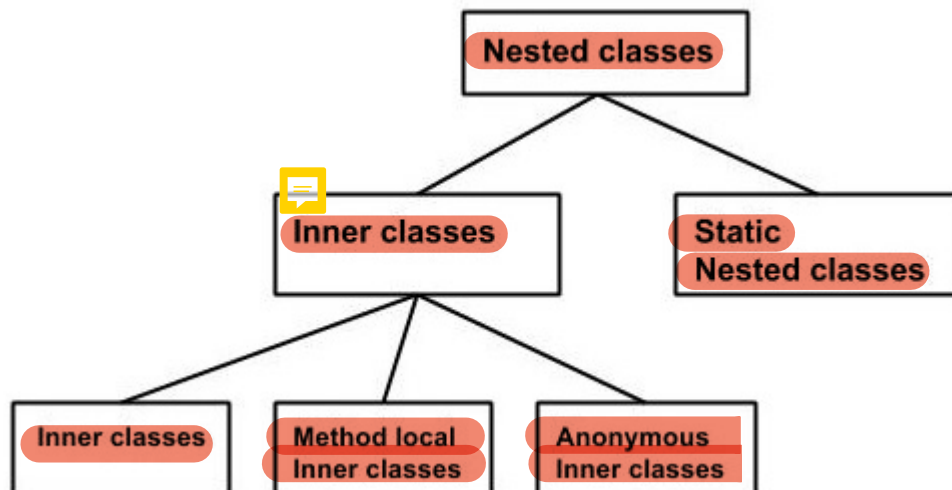 Nested classes
Inner classes
Static
Nested classes
Inner classes
Method local
Inner classes
Anonymous
Inner classes